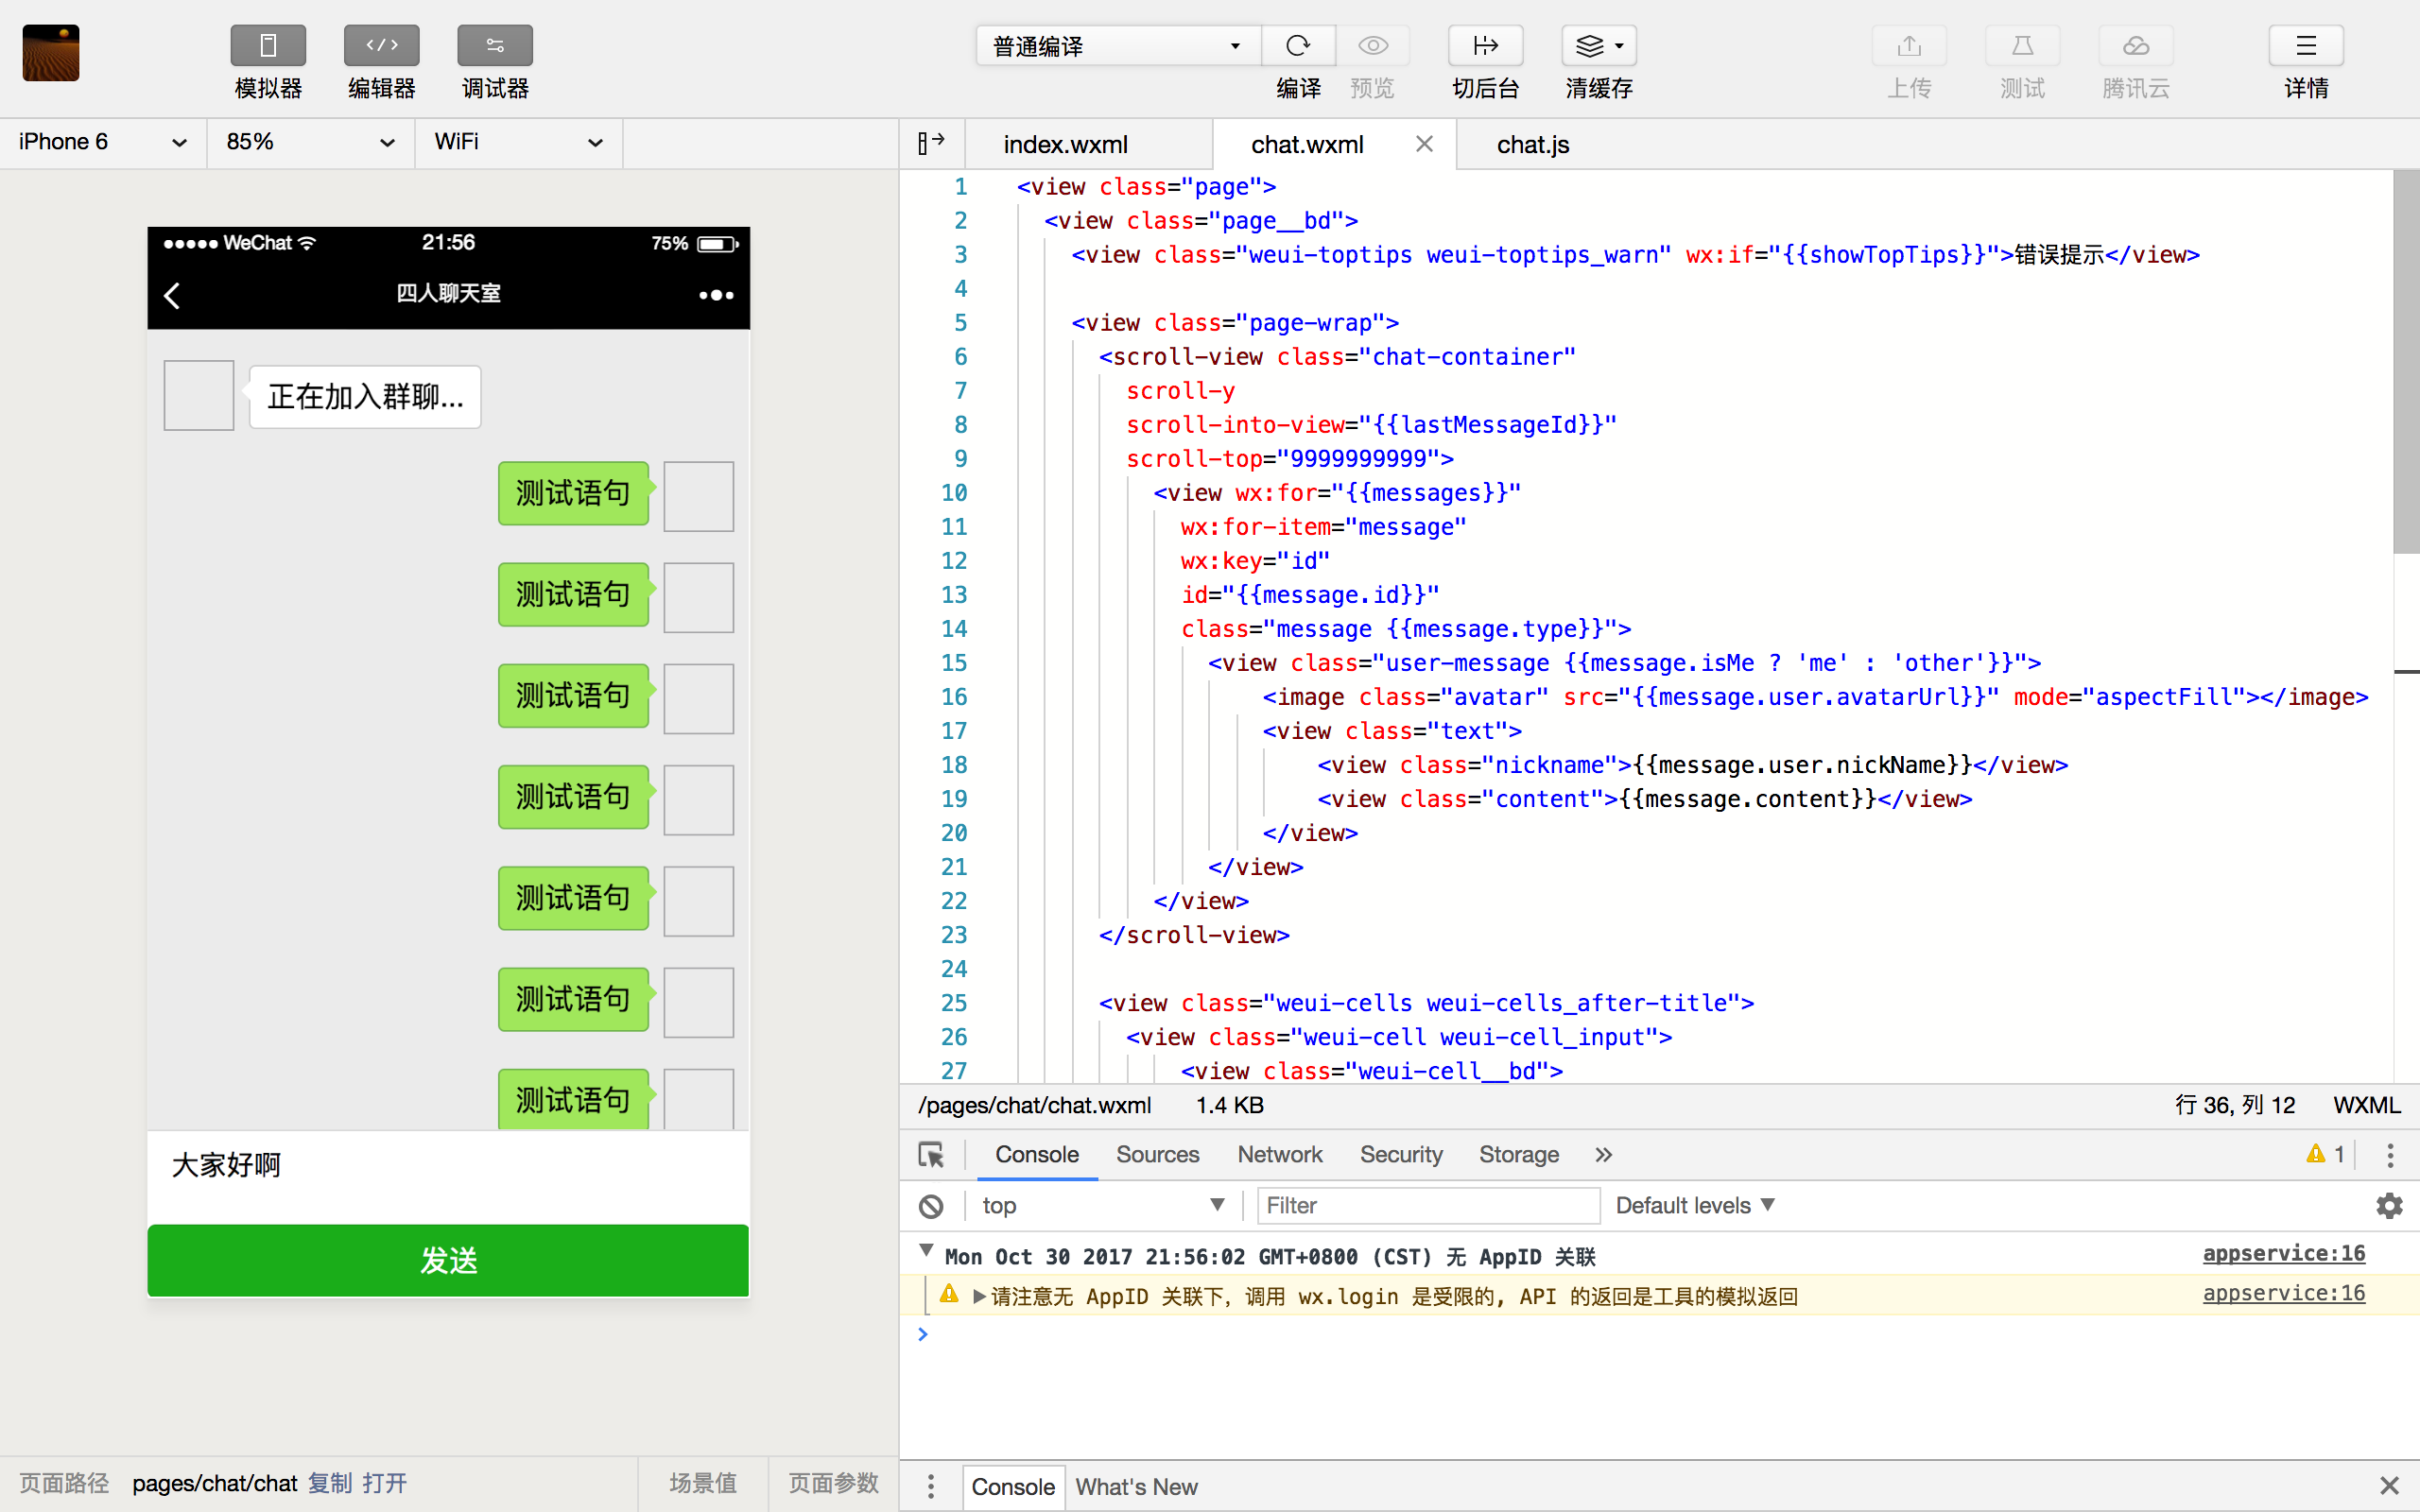 模拟器 编辑器 调试器 普通编译 编译 预览 切后台 清缓存 上传 测试 腾讯云 详情
iPhone 6 85% WiFi
WeChat 21:56 75%
四人聊天室
正在加入群聊...
测试语句
测试语句
测试语句
测试语句
测试语句
测试语句
测试语句
大家好啊
发送
页面路径 pages/chat/chat 复制 打开 场景值 页面参数
index.wxml chat.wxml chat.js
1 <view class="page">
2 <view class="page__bd">
3 <view class="weui-toptips weui-toptips_warn" wx:if="{{showTopTips}}">错误提示</view>
4
5 <view class="page-wrap">
6 <scroll-view class="chat-container"
7 scroll-y
8 scroll-into-view="{{lastMessageId}}"
9 scroll-top="9999999999">
10 <view wx:for="{{messages}}"
11 wx:for-item="message"
12 wx:key="id"
13 id="{{message.id}}"
14 class="message {{message.type}}">
15 <view class="user-message {{message.isMe ? 'me' : 'other'}}">
16 <image class="avatar" src="{{message.user.avatarUrl}}" mode="aspectFill"></image>
17 <view class="text">
18 <view class="nickname">{{message.user.nickName}}</view>
19 <view class="content">{{message.content}}</view>
20 </view>
21 </view>
22 </view>
23 </scroll-view>
24
25 <view class="weui-cells weui-cells_after-title">
26 <view class="weui-cell weui-cell_input">
27 <view class="weui-cell__bd">
/pages/chat/chat.wxml 1.4 KB 行 36, 列 12 WXML
Console Sources Network Security Storage » 1
top Filter Default levels
Mon Oct 30 2017 21:56:02 GMT+0800 (CST) 无 AppID 关联 appservice:16
请注意无 AppID 关联下, 调用 wx.login 是受限的, API 的返回是工具的模拟返回 appservice:16
Console What's New